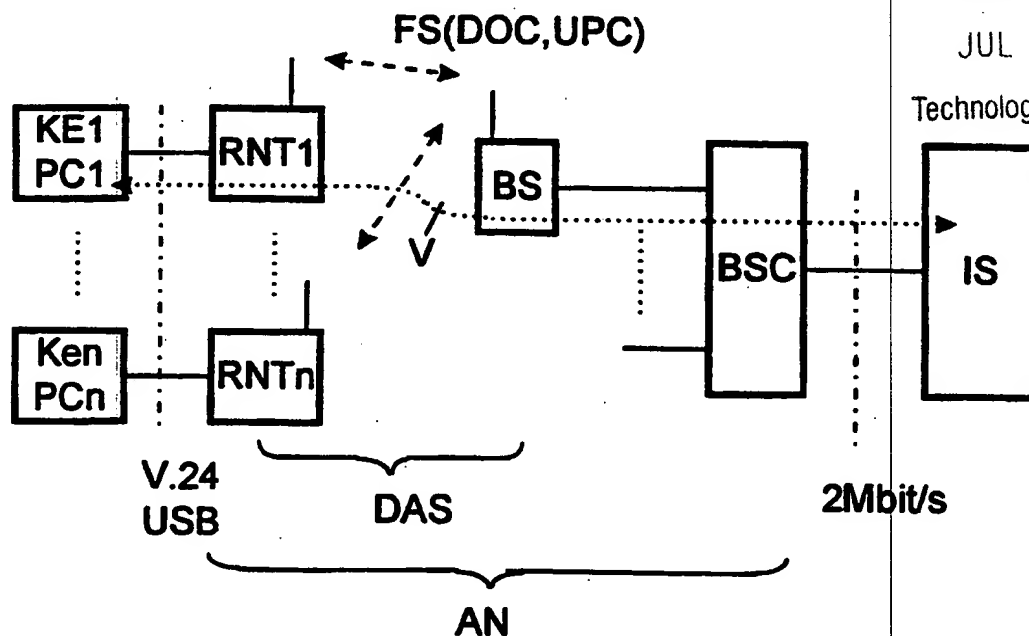 FS(DOC,UPC)
JUL
Technolog
KE1
PC1
RNT1
BS
V
BSC
IS
Ken
PCn
RNTn
V.24
USB
DAS
2Mbit/s
AN